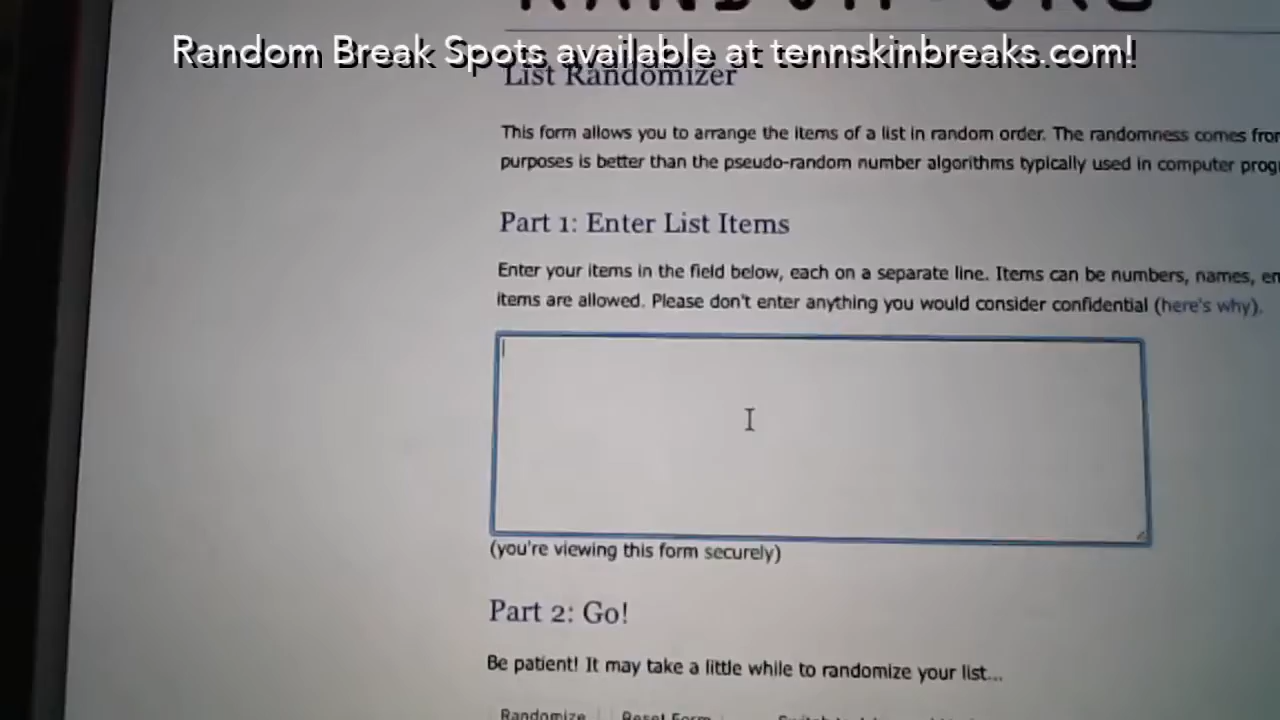 RANDOM.ORG
Random Break Spots available at tennskinbreaks.com!
List Randomizer
This form allows you to arrange the items of a list in random order. The randomness comes from
purposes is better than the pseudo-random number algorithms typically used in computer prog
Part 1: Enter List Items
Enter your items in the field below, each on a separate line. Items can be numbers, names, em
items are allowed. Please don't enter anything you would consider confidential (here's why).
(you're viewing this form securely)
Part 2: Go!
Be patient! It may take a little while to randomize your list...
Randomize Reset Form